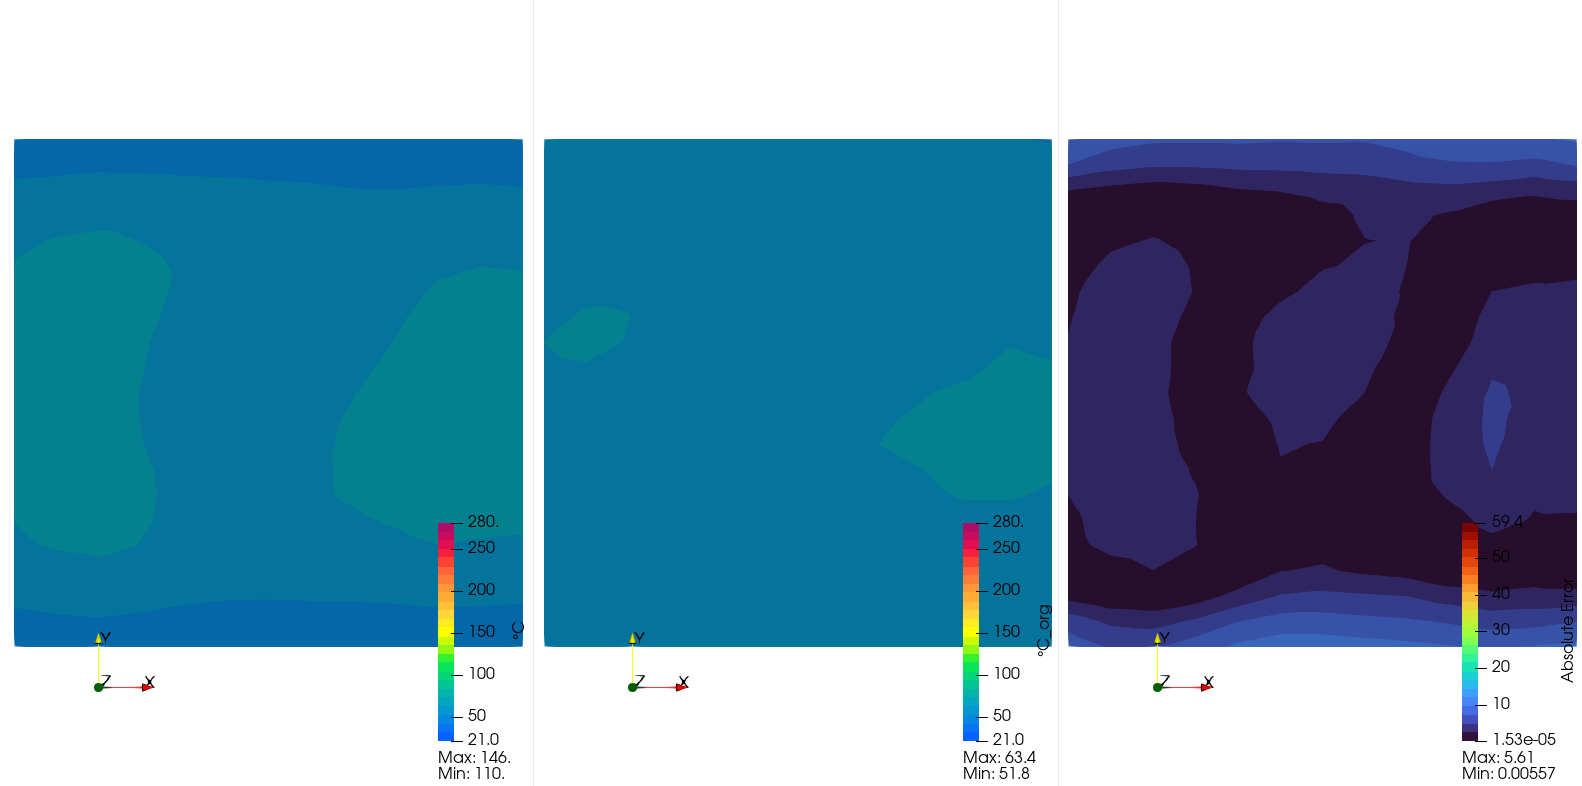 280.
250
200
150
100
50
21.0
°C
Max: 146.
Min: 110.
Y
Z
X
280.
250
200
150
100
50
21.0
°C_org
Max: 63.4
Min: 51.8
Y
Z
X
59.4
50
40
30
20
10
1.53e-05
Absolute Error
Max: 5.61
Min: 0.00557
Y
Z
X